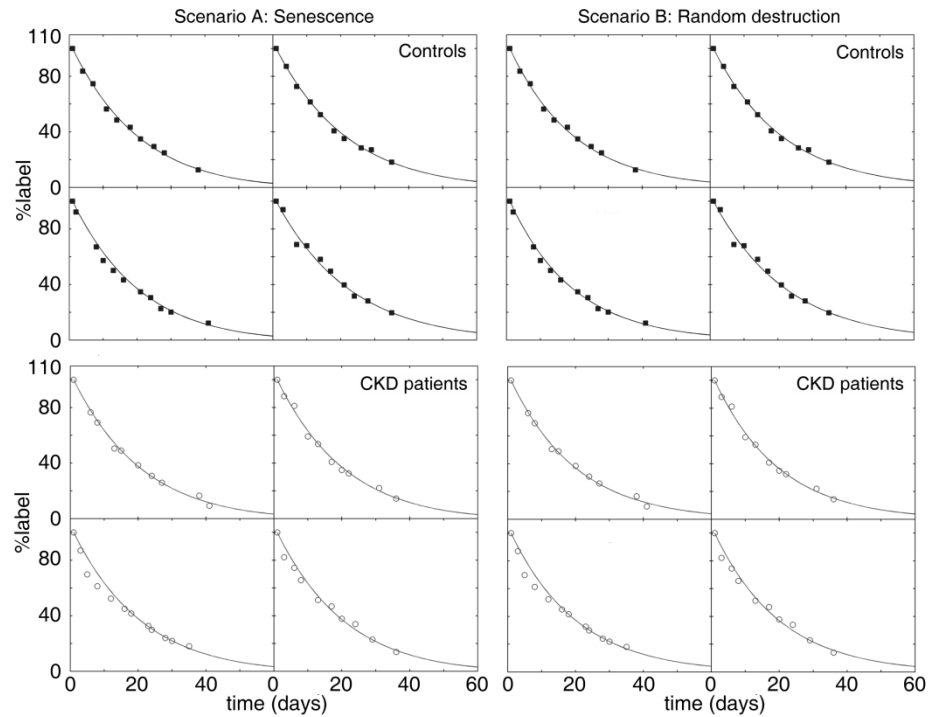 Scenario A: Senescence Scenario B: Random destruction
110 Controls Controls
80
40
0
%label
80
40
0
110 CKD patients CKD patients
80
40
0
%label
80
40
0
0 20 40 0 20 40 60 0 20 40 0 20 40 60
time (days) time (days)